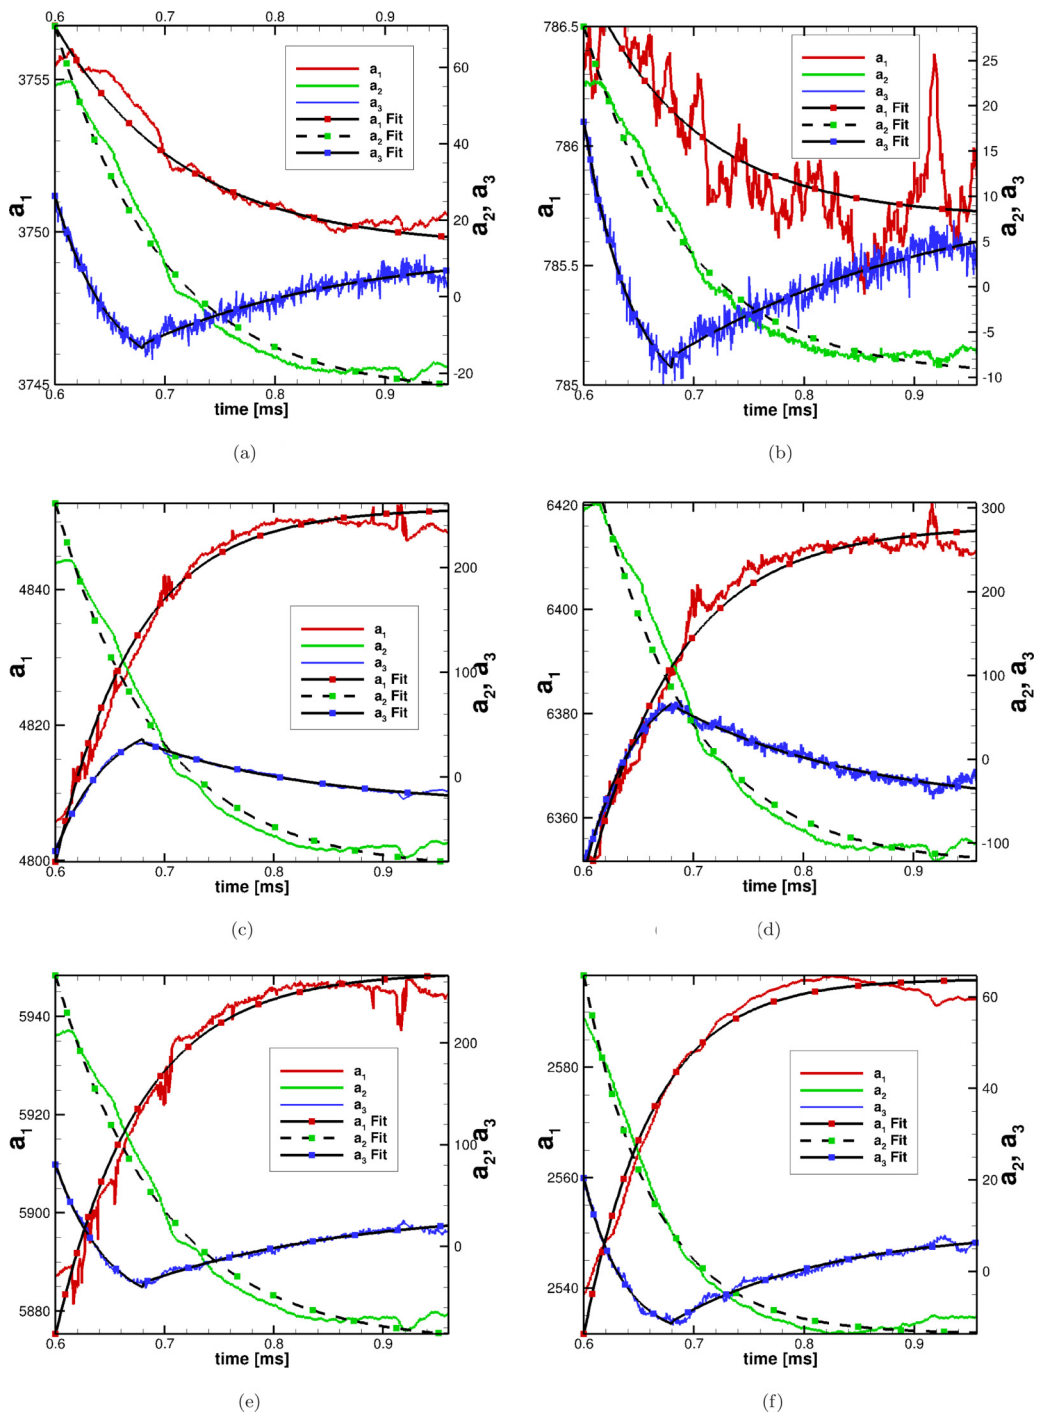 0.6 0.7 0.8 0.9
3755
3750
3745
a1
60
40
20
0
-20
a2, a3
a1
a2
a3
a1 Fit
a2 Fit
a3 Fit
0.6 0.7 0.8 0.9
time [ms]
(a)
786.5
786
785.5
785
a1
25
20
15
10
5
0
-5
-10
a2, a3
a1
a2
a3
a1 Fit
a2 Fit
a3 Fit
0.6 0.7 0.8 0.9
time [ms]
(b)
4840
4820
4800
a1
200
100
0
a2, a3
a1
a2
a3
a1 Fit
a2 Fit
a3 Fit
0.6 0.7 0.8 0.9
time [ms]
(c)
6420
6400
6380
6360
a1
300
200
100
0
-100
a2, a3
a1
a2
a3
a1 Fit
a2 Fit
a3 Fit
0.6 0.7 0.8 0.9
time [ms]
(d)
5940
5920
5900
5880
a1
200
100
0
a2, a3
a1
a2
a3
a1 Fit
a2 Fit
a3 Fit
0.6 0.7 0.8 0.9
time [ms]
(e)
2580
2560
2540
a1
60
40
20
0
a2, a3
a1
a2
a3
a1 Fit
a2 Fit
a3 Fit
0.6 0.7 0.8 0.9
time [ms]
(f)